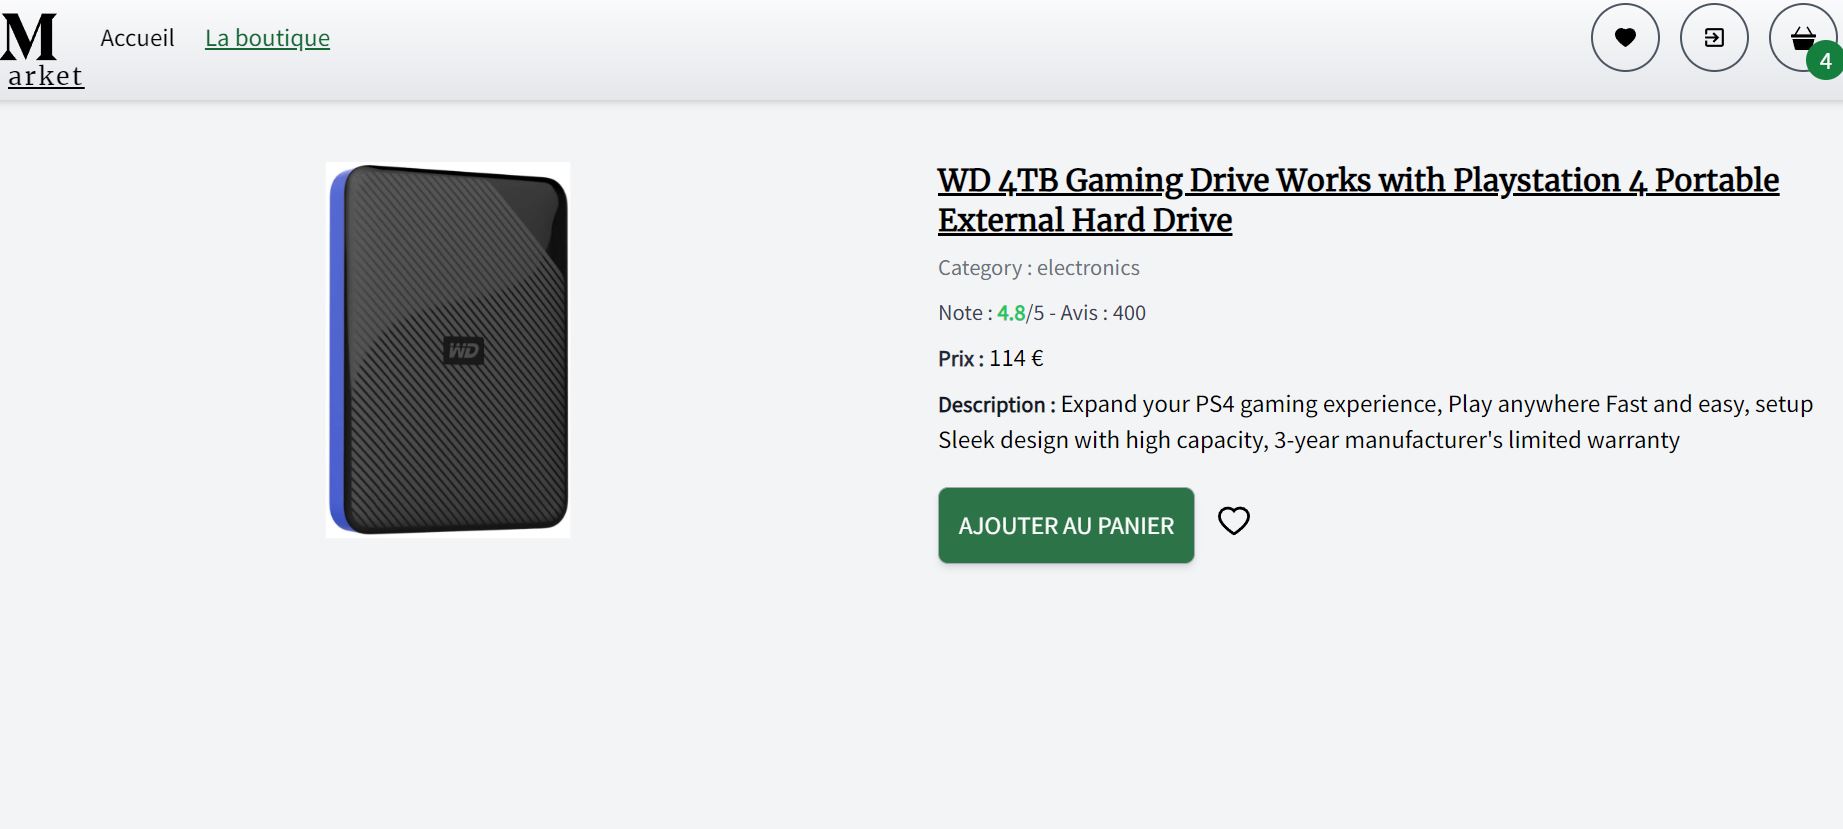 M
arket
Accueil
La boutique
4
WD
WD 4TB Gaming Drive Works with Playstation 4 Portable
External Hard Drive
Category : electronics
Note : 4.8/5 - Avis : 400
Prix : 114 €
Description : Expand your PS4 gaming experience, Play anywhere Fast and easy, setup
Sleek design with high capacity, 3-year manufacturer's limited warranty
AJOUTER AU PANIER